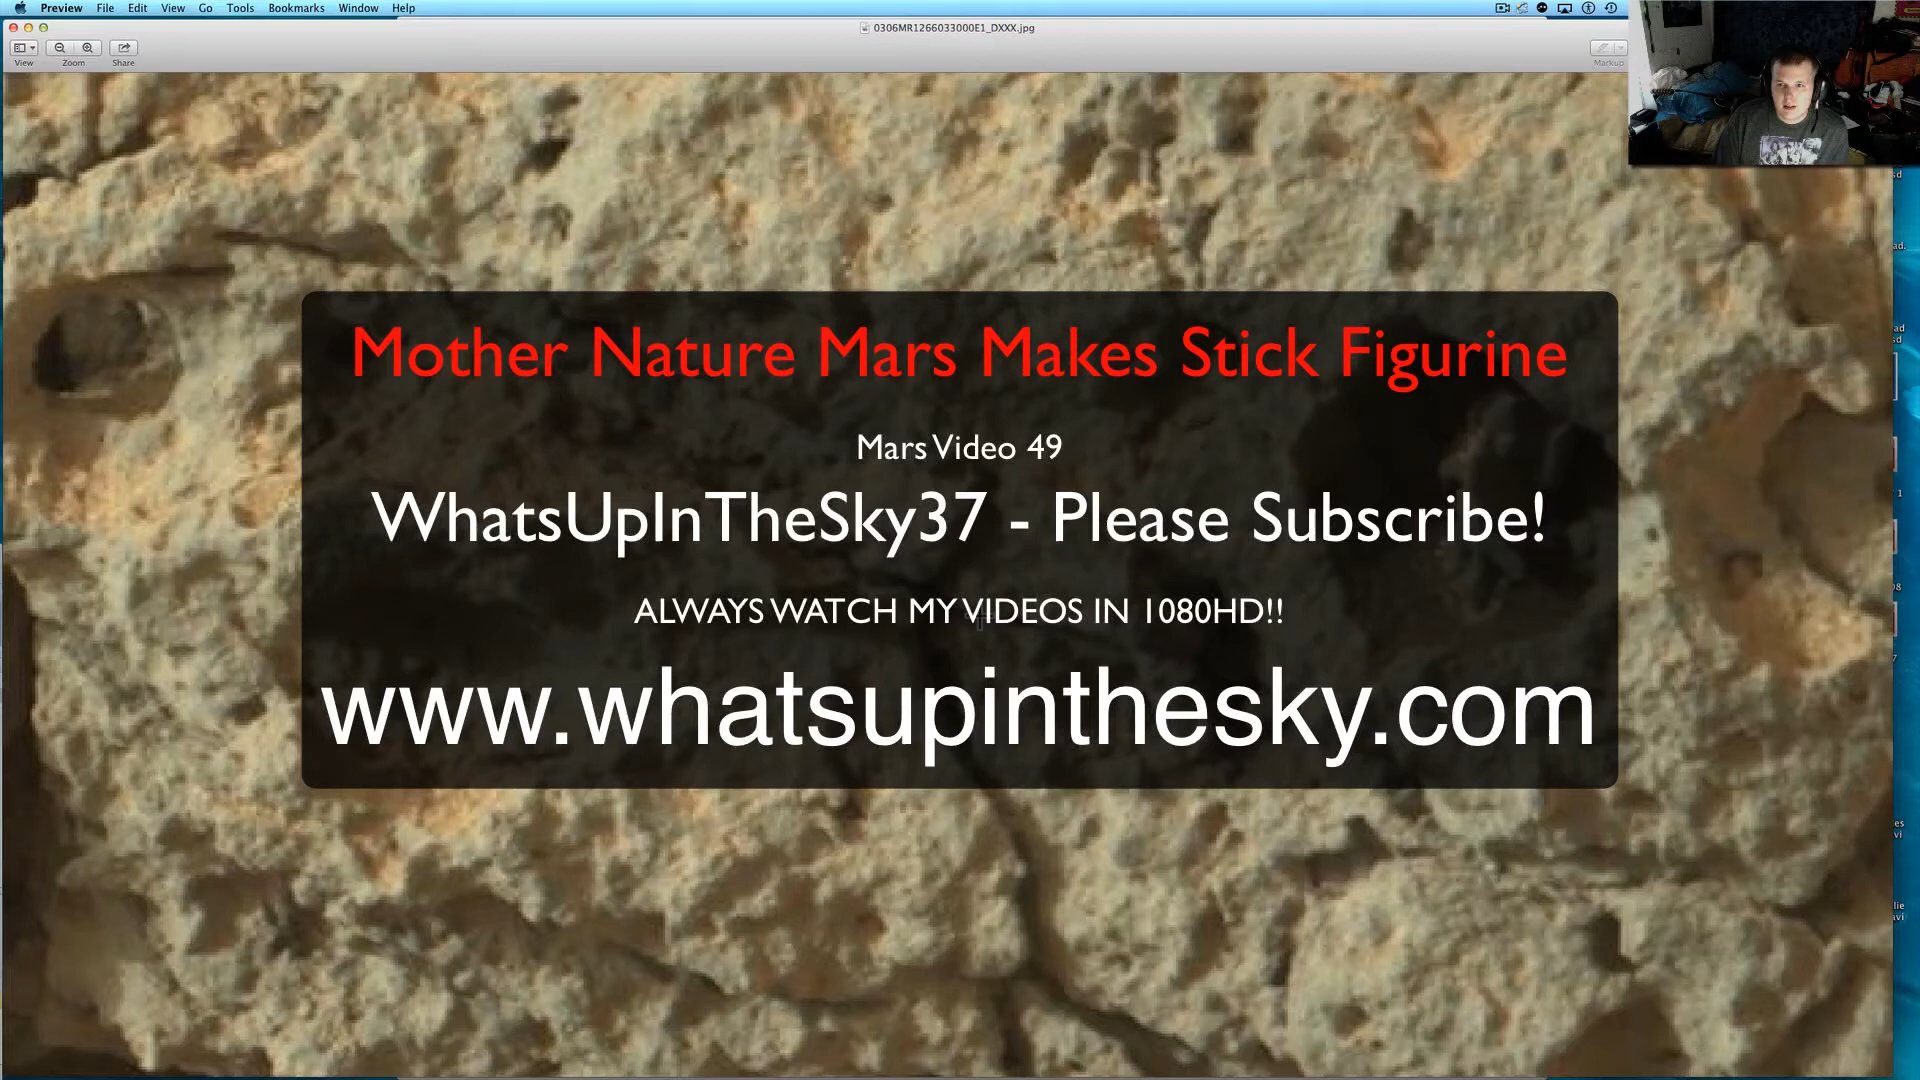 Preview File Edit View Go Tools Bookmarks Window Help
0306MR1266033000E1_DXXX.jpg
View Zoom Share Markup
Mother Nature Mars Makes Stick Figurine
Mars Video 49
WhatsUpInTheSky37 - Please Subscribe!
ALWAYS WATCH MY VIDEOS IN 1080HD!!
www.whatsupinthesky.com